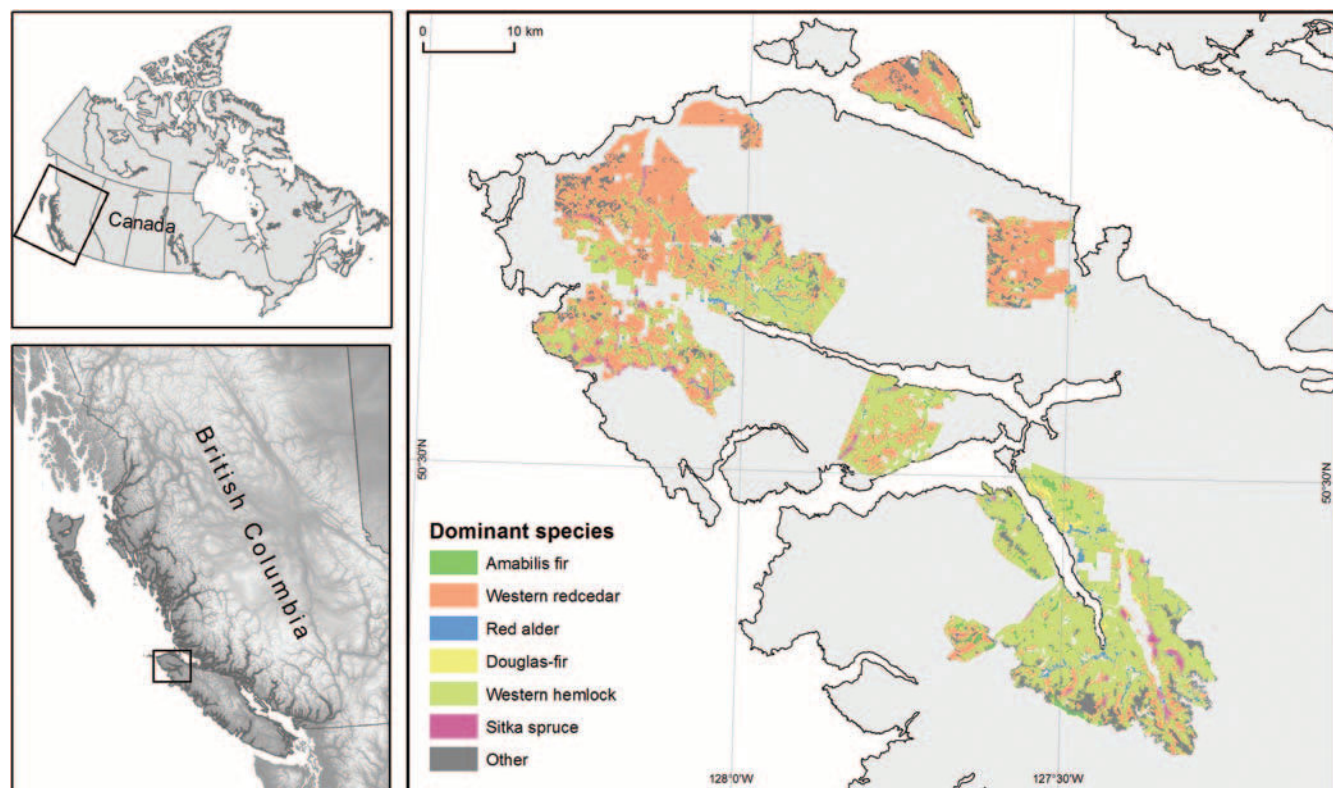 Canada
British Columbia
0 10 km
50°30'N
50°30'N
Dominant species
Amabilis fir
Western redcedar
Red alder
Douglas-fir
Western hemlock
Sitka spruce
Other
128°0'W
127°30'W